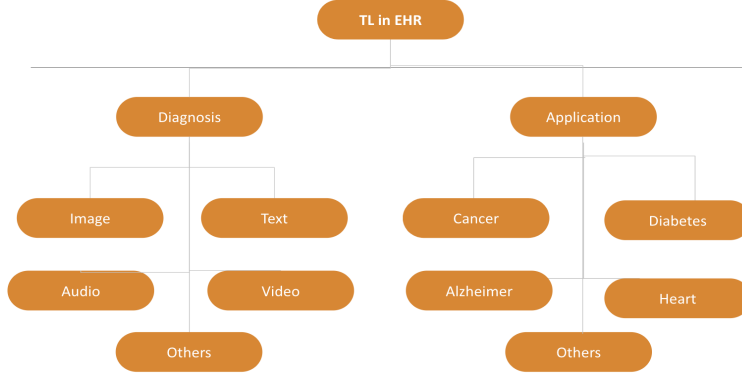 TL in EHR
Diagnosis
Application
Image
Text
Cancer
Diabetes
Audio
Video
Alzheimer
Heart
Others
Others